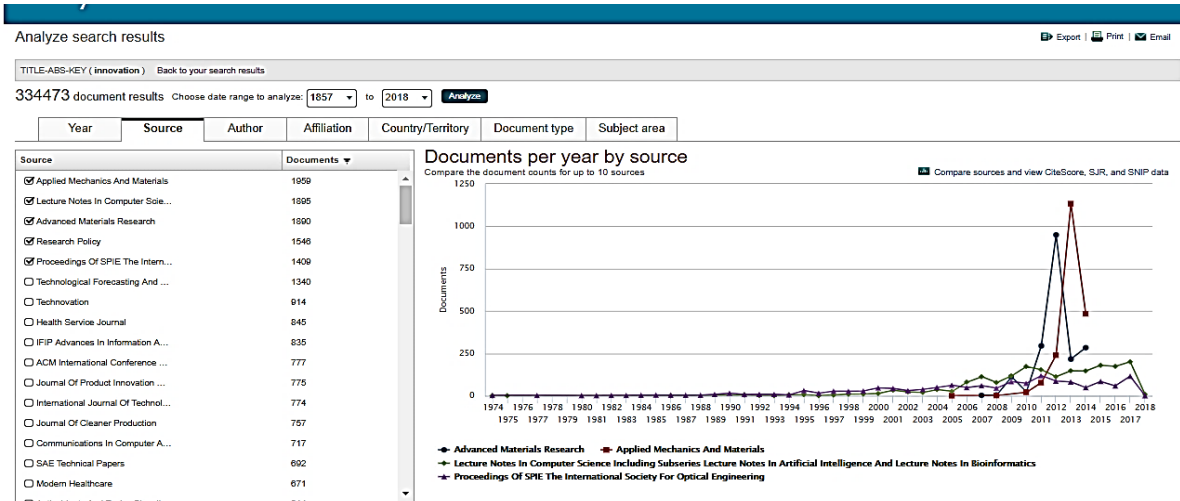 Analyze search results
Export | Print | Email
TITLE-ABS-KEY ( innovation ) Back to your search results
334473 document results Choose date range to analyze: 1857 to 2018 Analyze
Year Source Author Affiliation Country/Territory Document type Subject area
Source Documents
Applied Mechanics And Materials 1959
Lecture Notes In Computer Scie... 1895
Advanced Materials Research 1890
Research Policy 1546
Proceedings Of SPIE The Intern... 1409
Technological Forecasting And ... 1340
Technovation 914
Health Service Journal 845
IFIP Advances In Information A... 835
ACM International Conference ... 777
Journal Of Product Innovation ... 775
International Journal Of Technol... 774
Journal Of Cleaner Production 757
Communications In Computer A... 717
SAE Technical Papers 692
Modern Healthcare 671
Documents per year by source
Compare the document counts for up to 10 sources
Compare sources and view CiteScore, SJR, and SNIP data
1250
1000
750
500
250
0
Documents
1974 1976 1978 1980 1982 1984 1986 1988 1990 1992 1994 1996 1998 2000 2002 2004 2006 2008 2010 2012 2014 2016 2018
1975 1977 1979 1981 1983 1985 1987 1989 1991 1993 1995 1997 1999 2001 2003 2005 2007 2009 2011 2013 2015 2017
Advanced Materials Research Applied Mechanics And Materials
Lecture Notes In Computer Science Including Subseries Lecture Notes In Artificial Intelligence And Lecture Notes In Bioinformatics
Proceedings Of SPIE The International Society For Optical Engineering